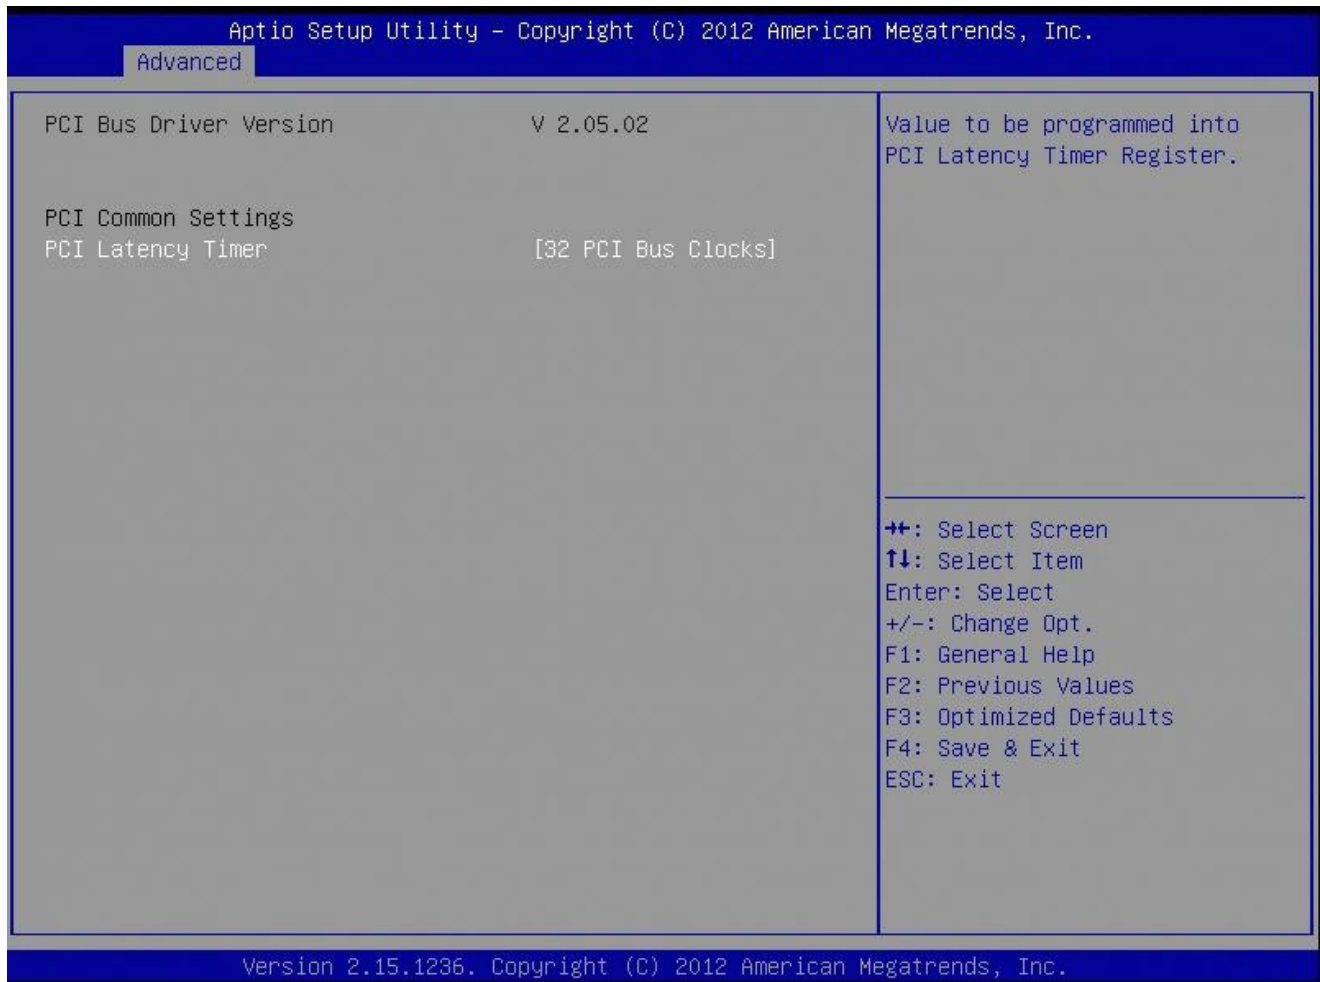 Aptio Setup Utility – Copyright (C) 2012 American Megatrends, Inc.
Advanced
PCI Bus Driver Version V 2.05.02
PCI Common Settings
PCI Latency Timer [32 PCI Bus Clocks]
Value to be programmed into
PCI Latency Timer Register.
→←: Select Screen
↑↓: Select Item
Enter: Select
+/-: Change Opt.
F1: General Help
F2: Previous Values
F3: Optimized Defaults
F4: Save & Exit
ESC: Exit
Version 2.15.1236. Copyright (C) 2012 American Megatrends, Inc.